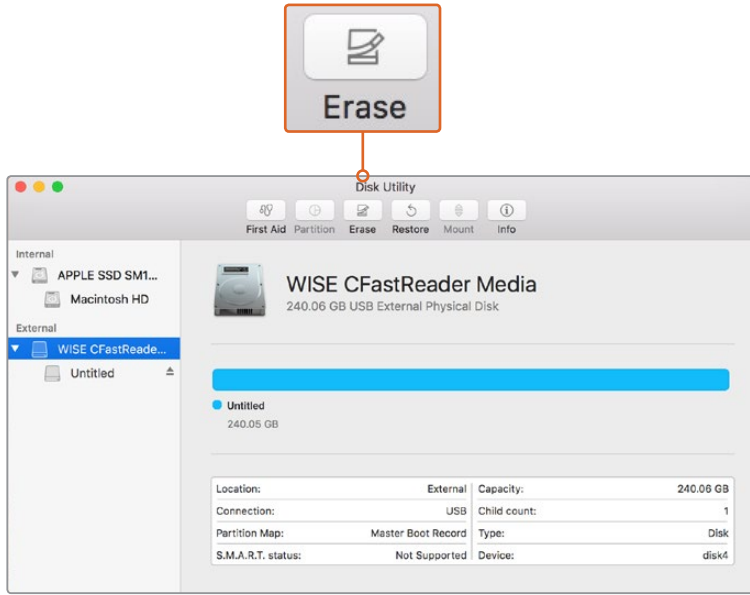 Erase
Disk Utility
First Aid Partition Erase Restore Mount Info
Internal
APPLE SSD SM1...
Macintosh HD
External
WISE CFastReade...
Untitled
WISE CFastReader Media
240.06 GB USB External Physical Disk
Untitled
240.05 GB
Location: External Capacity: 240.06 GB
Connection: USB Child count: 1
Partition Map: Master Boot Record Type: Disk
S.M.A.R.T. status: Not Supported Device: disk4